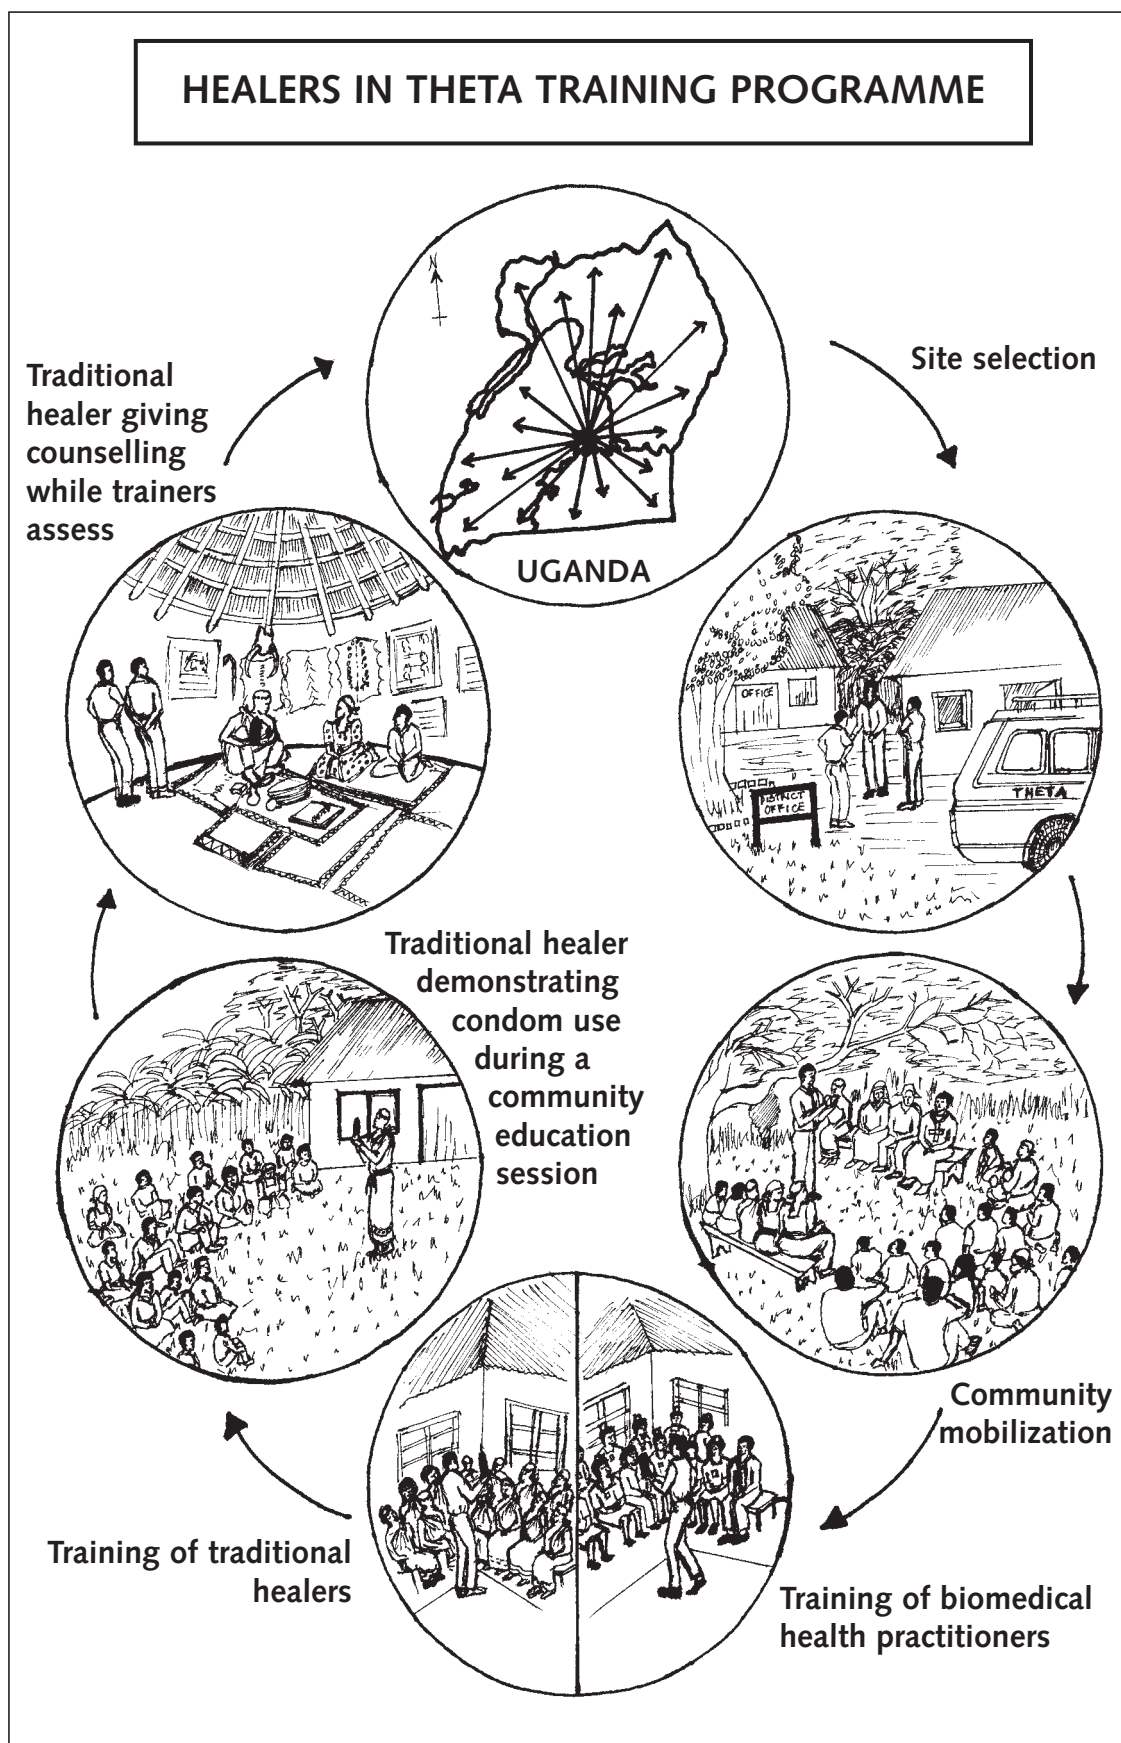 HEALERS IN THETA TRAINING PROGRAMME
N
UGANDA
Site selection
OFFICE
DISTRICT
OFFICE
THETA
Community
mobilization
Training of biomedical
health practitioners
Training of traditional
healers
Traditional healer
demonstrating
condom use
during a
community
education
session
Traditional
healer giving
counselling
while trainers
assess